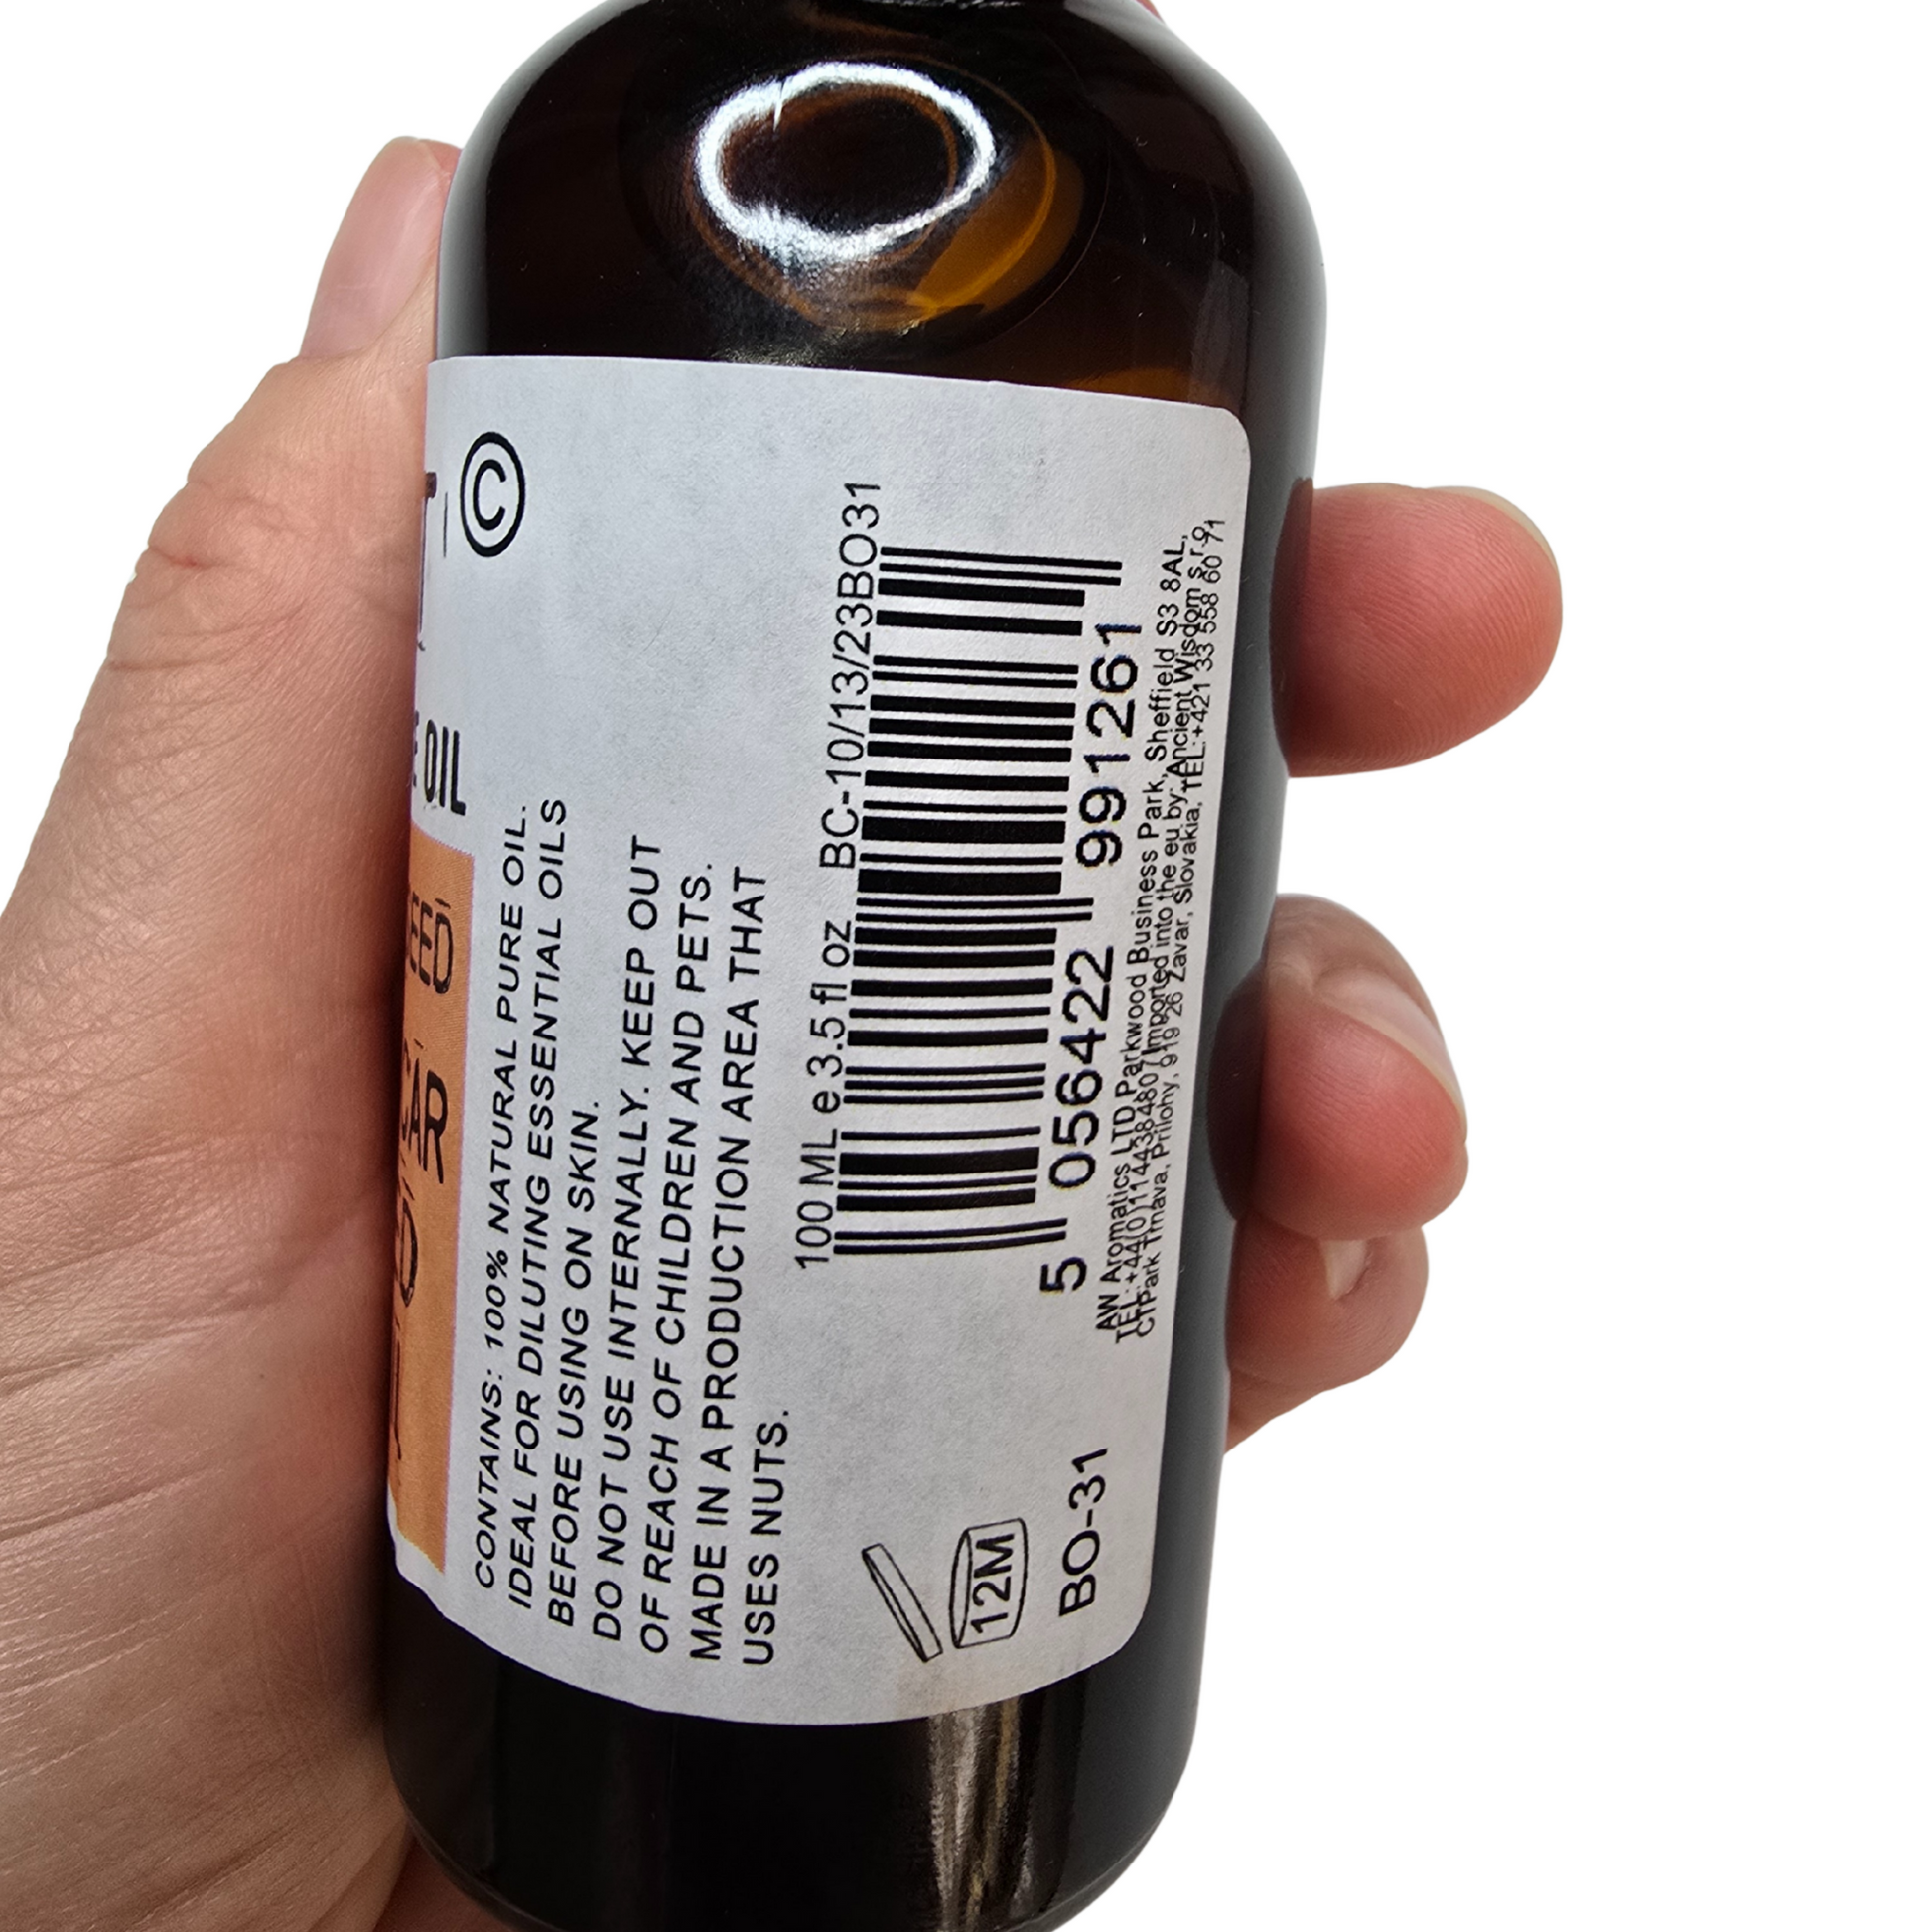 ©
OIL
CONTAINS: 100% NATURAL PURE OIL.
IDEAL FOR DILUTING ESSENTIAL OILS
BEFORE USING ON SKIN.
DO NOT USE INTERNALLY. KEEP OUT
OF REACH OF CHILDREN AND PETS.
MADE IN A PRODUCTION AREA THAT
USES NUTS.
100 ML e 3.5 fl oz BC-10/13/23BO31
5 056422 991261
AW Aromatics LTD Parkwood Business Park, Sheffield S3 8AL,
TEL:+44(0)1144384807 Imported into the eu by: Ancient Wisdom s.r.o,
CTPark Trnava, Prílohy, 919 26 Zavar, Slovakia, TEL:+421 33 558 60 71
12M
BO-31